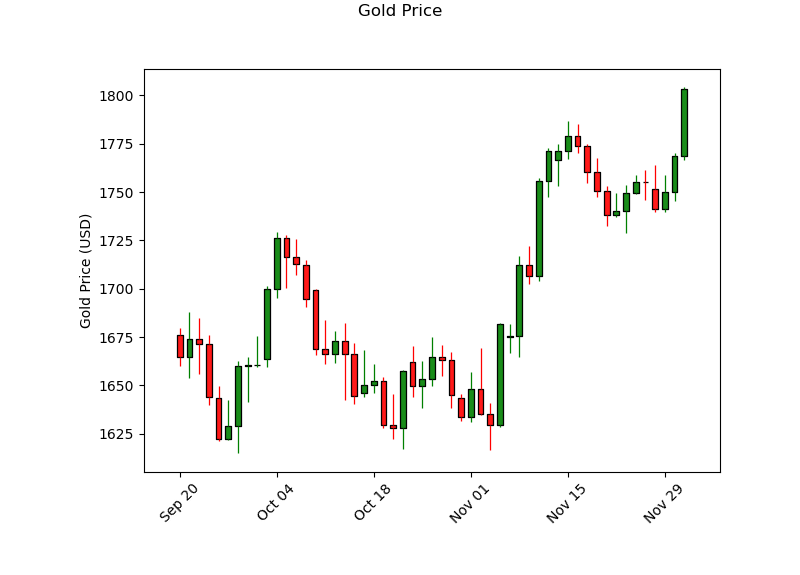 Gold Price
Gold Price (USD)
1800
1775
1750
1725
1700
1675
1650
1625
Sep 20
Oct 04
Oct 18
Nov 01
Nov 15
Nov 29